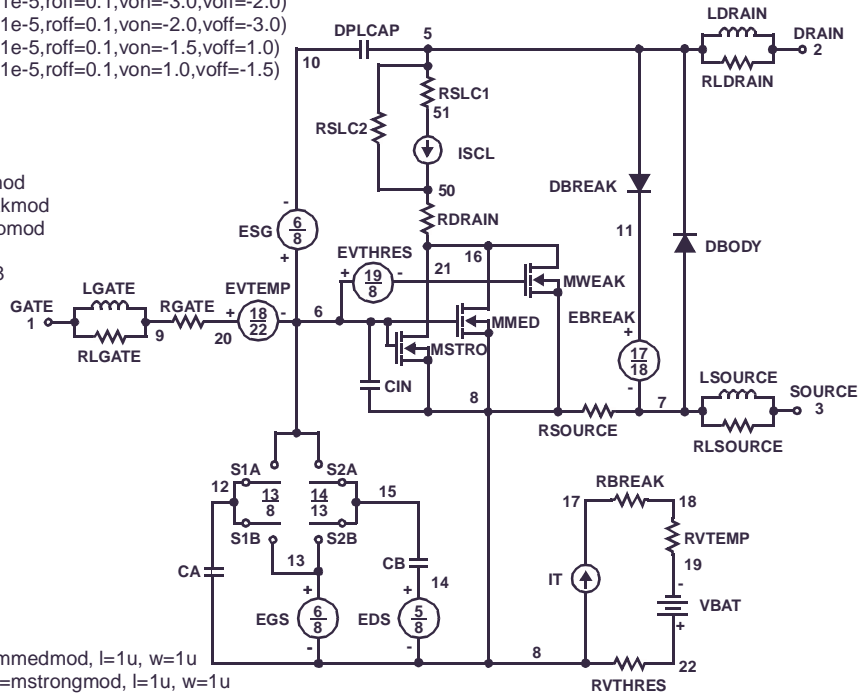 1e-5,roff=0.1,von=-3.0,voff=-2.0)
1e-5,roff=0.1,von=-2.0,voff=-3.0)
1e-5,roff=0.1,von=-1.5,voff=1.0)
1e-5,roff=0.1,von=1.0,voff=-1.5)
LDRAIN
DPLCAP
5
DRAIN
2
10
RLDRAIN
RSLC1
51
RSLC2
ISCL
50
DBREAK
RDRAIN
11
DBODY
ESG
-
6
8
+
EVTHRES
+
19
8
-
21
16
MWEAK
LGATE
GATE
1
RLGATE
9
RGATE
20
EVTEMP
+
18
22
-
6
MMED
MSTRO
EBREAK
+
17
18
-
CIN
8
LSOURCE
7
SOURCE
3
RSOURCE
RLSOURCE
S1A
S2A
12
13
8
14
13
15
S1B
S2B
13
CA
CB
14
+
EGS
6
8
-
+
EDS
5
8
-
8
RBREAK
17
18
RVTEMP
19
IT
-
VBAT
+
22
RVTHRES
mmedmod, l=1u, w=1u
=mstrongmod, l=1u, w=1u